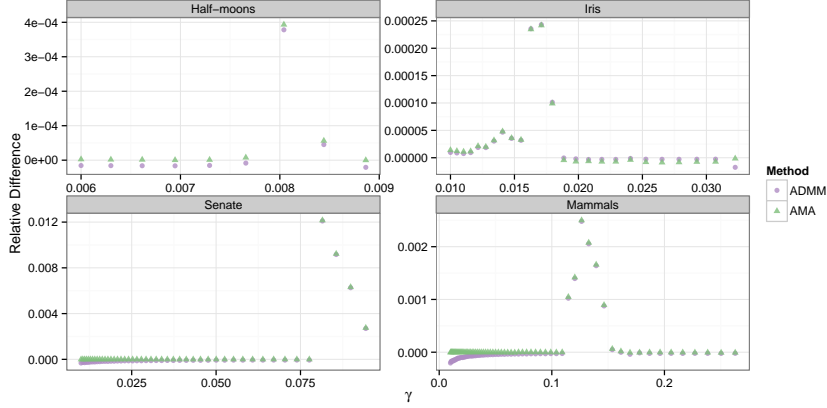 Half−moons
Iris
4e−04
3e−04
2e−04
1e−04
0e+00
0.006
0.007
0.008
0.009
0.00025
0.00020
0.00015
0.00010
0.00005
0.00000
0.010
0.015
0.020
0.025
0.030
Relative Difference
Senate
Mammals
0.012
0.008
0.004
0.000
0.025
0.050
0.075
0.002
0.001
0.000
0.0
0.1
0.2
γ
Method
ADMM
AMA